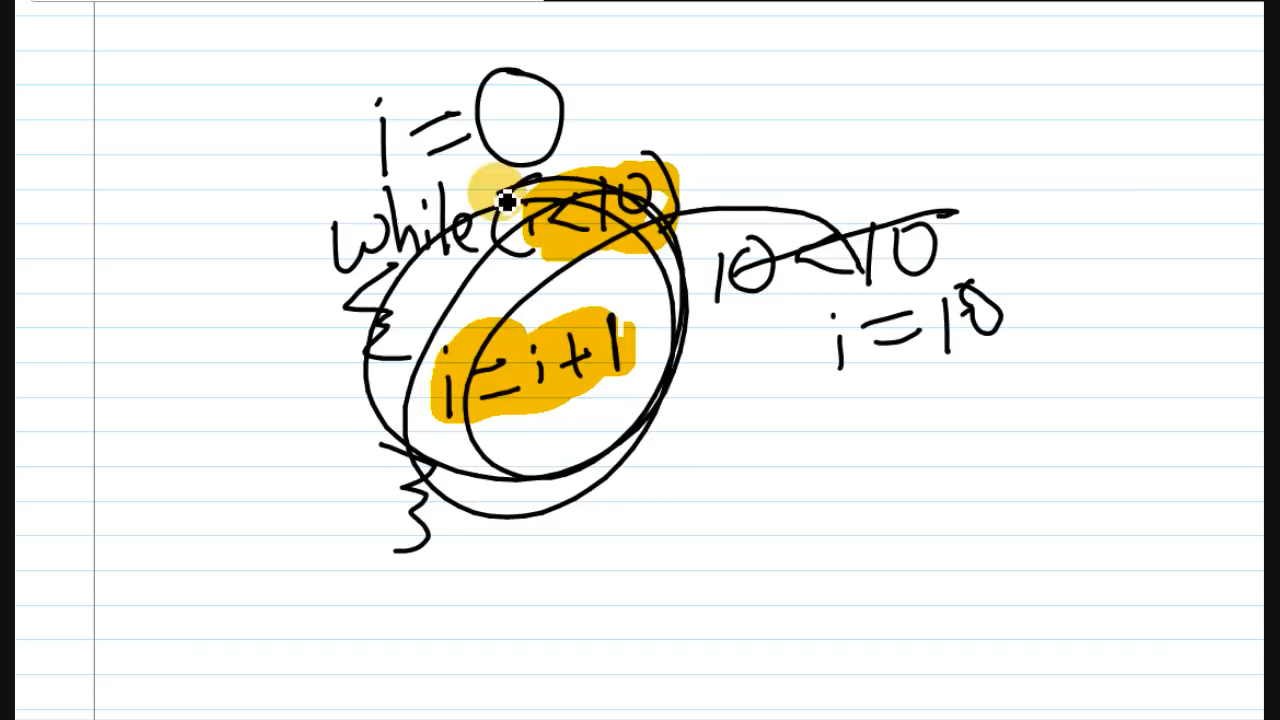 i = 0
while (i < 10)
{
i = i + 1
}
10 < 10
i = 10